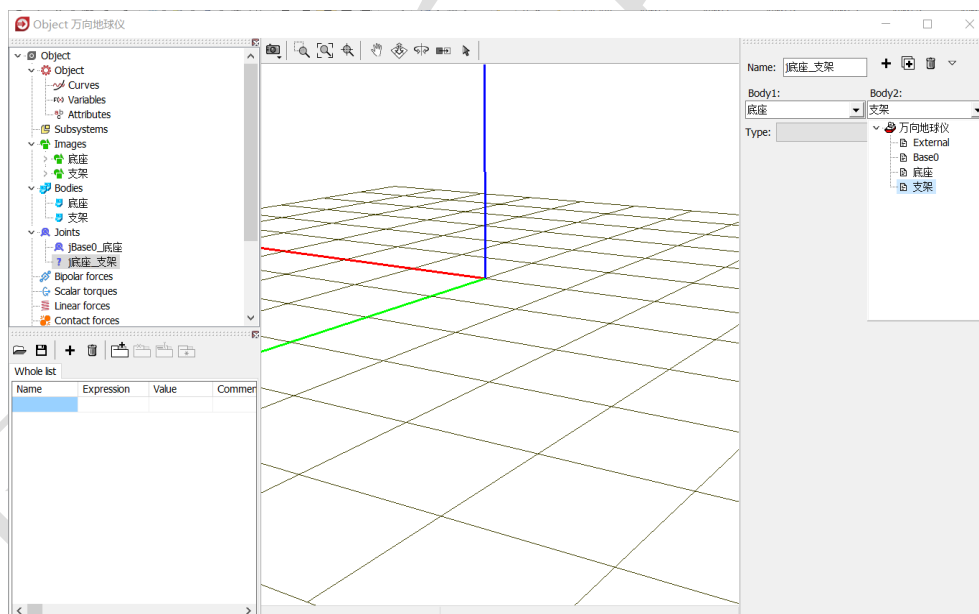 Object 万向地球仪
Object
Object
Curves
Variables
Attributes
Subsystems
Images
底座
支架
Bodies
底座
支架
Joints
jBase0_底座
? j底座_支架
Bipolar forces
Scalar torques
Linear forces
Contact forces
Whole list
Name Expression Value Commen
Name: j底座_支架
Body1: Body2:
底座 支架
Type:
万向地球仪
External
Base0
底座
支架